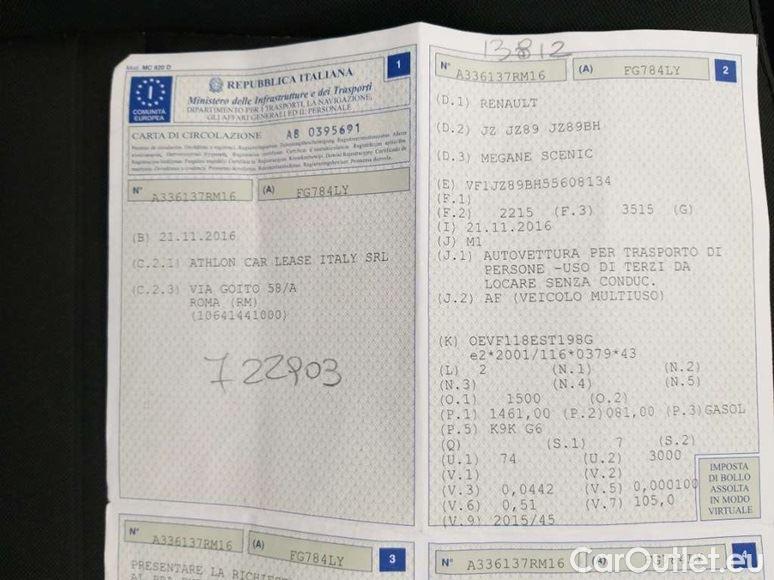 Mod. MC 820 D
1
I
COMUNITÀ
EUROPEA
REPUBBLICA ITALIANA
Ministero delle Infrastrutture e dei Trasporti
DIPARTIMENTO PER I TRASPORTI, LA NAVIGAZIONE,
GLI AFFARI GENERALI ED IL PERSONALE
CARTA DI CIRCOLAZIONE AB 0395691
N° A336137RM16 (A) FG784LY
(B) 21.11.2016
(C.2.1) ATHLON CAR LEASE ITALY SRL
(C.2.3) VIA GOITO 58/A
ROMA (RM)
(10641441000)
722903
13812
N° A336137RM16 (A) FG784LY 2
(D.1) RENAULT
(D.2) JZ JZ89 JZ89BH
(D.3) MEGANE SCENIC
(E) VF1JZ89BH55608134
(F.1)
(F.2) 2215 (F.3) 3515 (G)
(I) 21.11.2016
(J) M1
(J.1) AUTOVETTURA PER TRASPORTO DI
PERSONE -USO DI TERZI DA
LOCARE SENZA CONDUC.
(J.2) AF (VEICOLO MULTIUSO)
(K) OEVF118EST198G
e2*2001/116*0379*43
(L) 2 (N.1) (N.2)
(N.3) (N.4) (N.5)
(O.1) 1500 (O.2)
(P.1) 1461,00 (P.2)081,00 (P.3)GASOL
(P.5) K9K G6
(Q) (S.1) 7 (S.2)
(U.1) 74 (U.2) 3000
(V.1) (V.2)
(V.3) 0,0442 (V.5) 0,000100
(V.6) 0,51 (V.7) 105,0
(V.9) 2015/45
IMPOSTA
DI BOLLO
ASSOLTA
IN MODO
VIRTUALE
N° A336137RM16 (A) FG784LY 3
PRESENTARE LA RICHIEST
N° A336137RM16 (A) 4
CarOutlet.eu